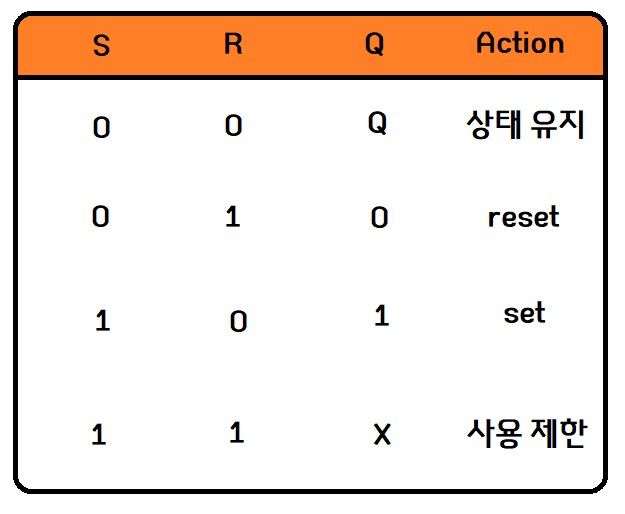 S R Q Action
0 0 Q 상태 유지
0 1 0 reset
1 0 1 set
1 1 X 사용 제한